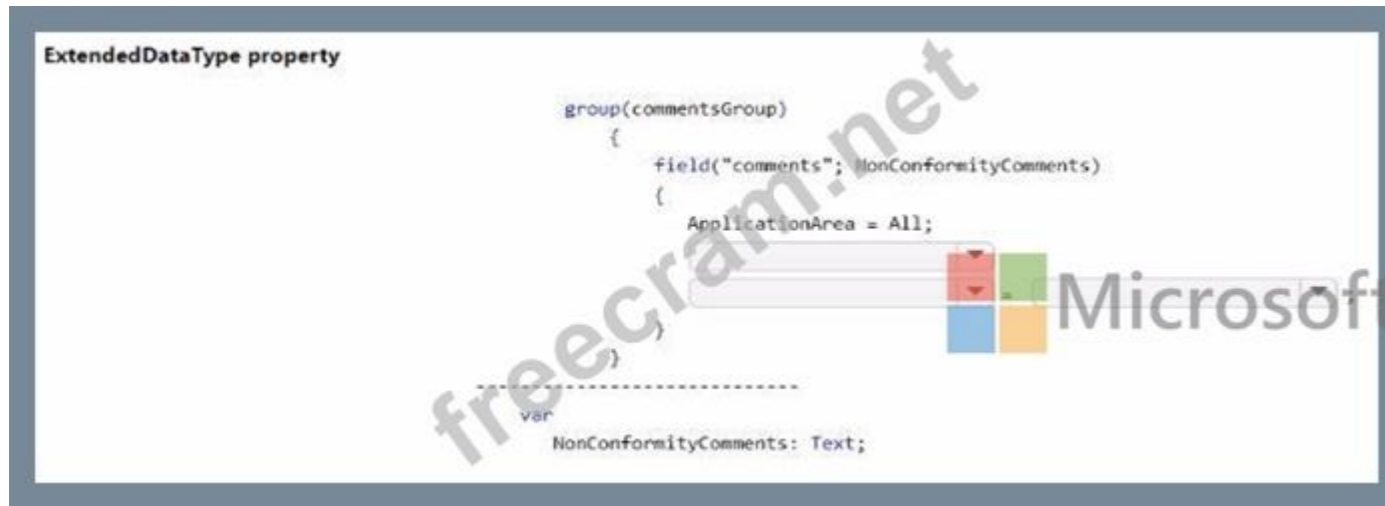 ExtendedDataType property
group(commentsGroup)
{
field("comments"; NonConformityComments)
{
ApplicationArea = All;
= ;
}
}
-----------------------------
var
NonConformityComments: Text;
freecram.net
Microsoft